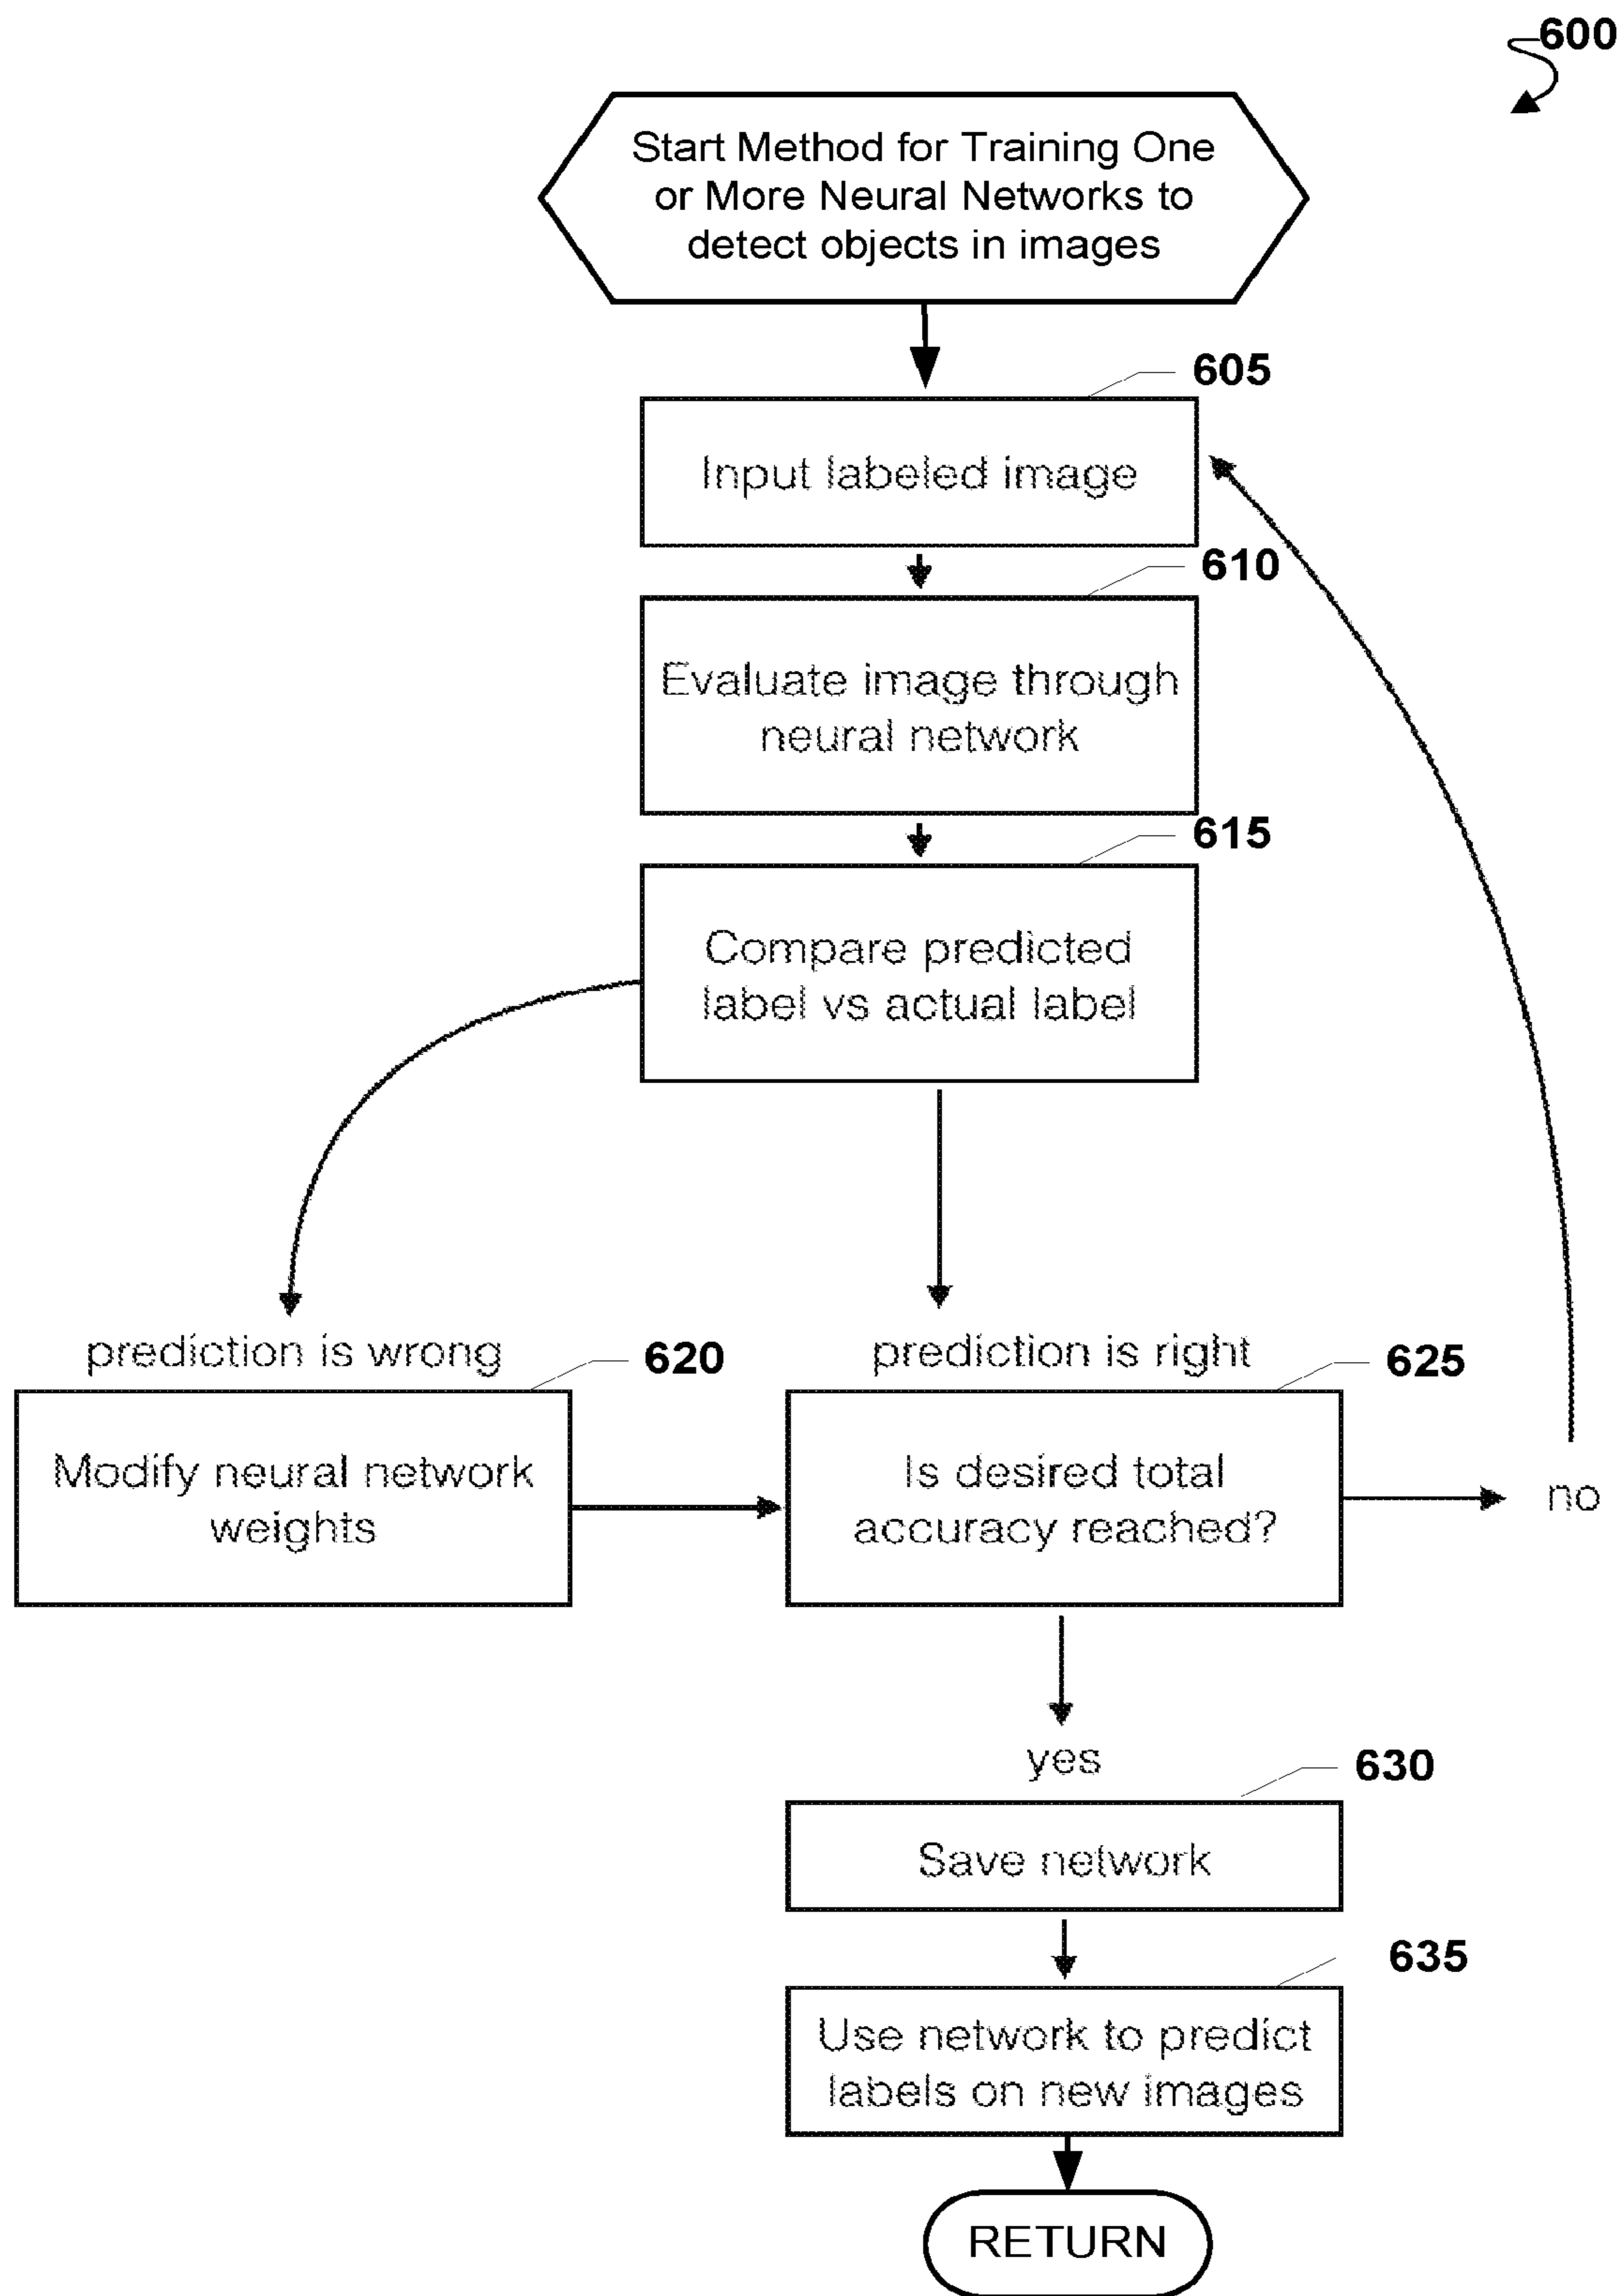 600
Start Method for Training One
or More Neural Networks to
detect objects in images
605
Input labeled image
610
Evaluate image through
neural network
615
Compare predicted
label vs actual label
prediction is wrong
620
Modify neural network
weights
prediction is right
625
Is desired total
accuracy reached?
no
yes
630
Save network
635
Use network to predict
labels on new images
RETURN